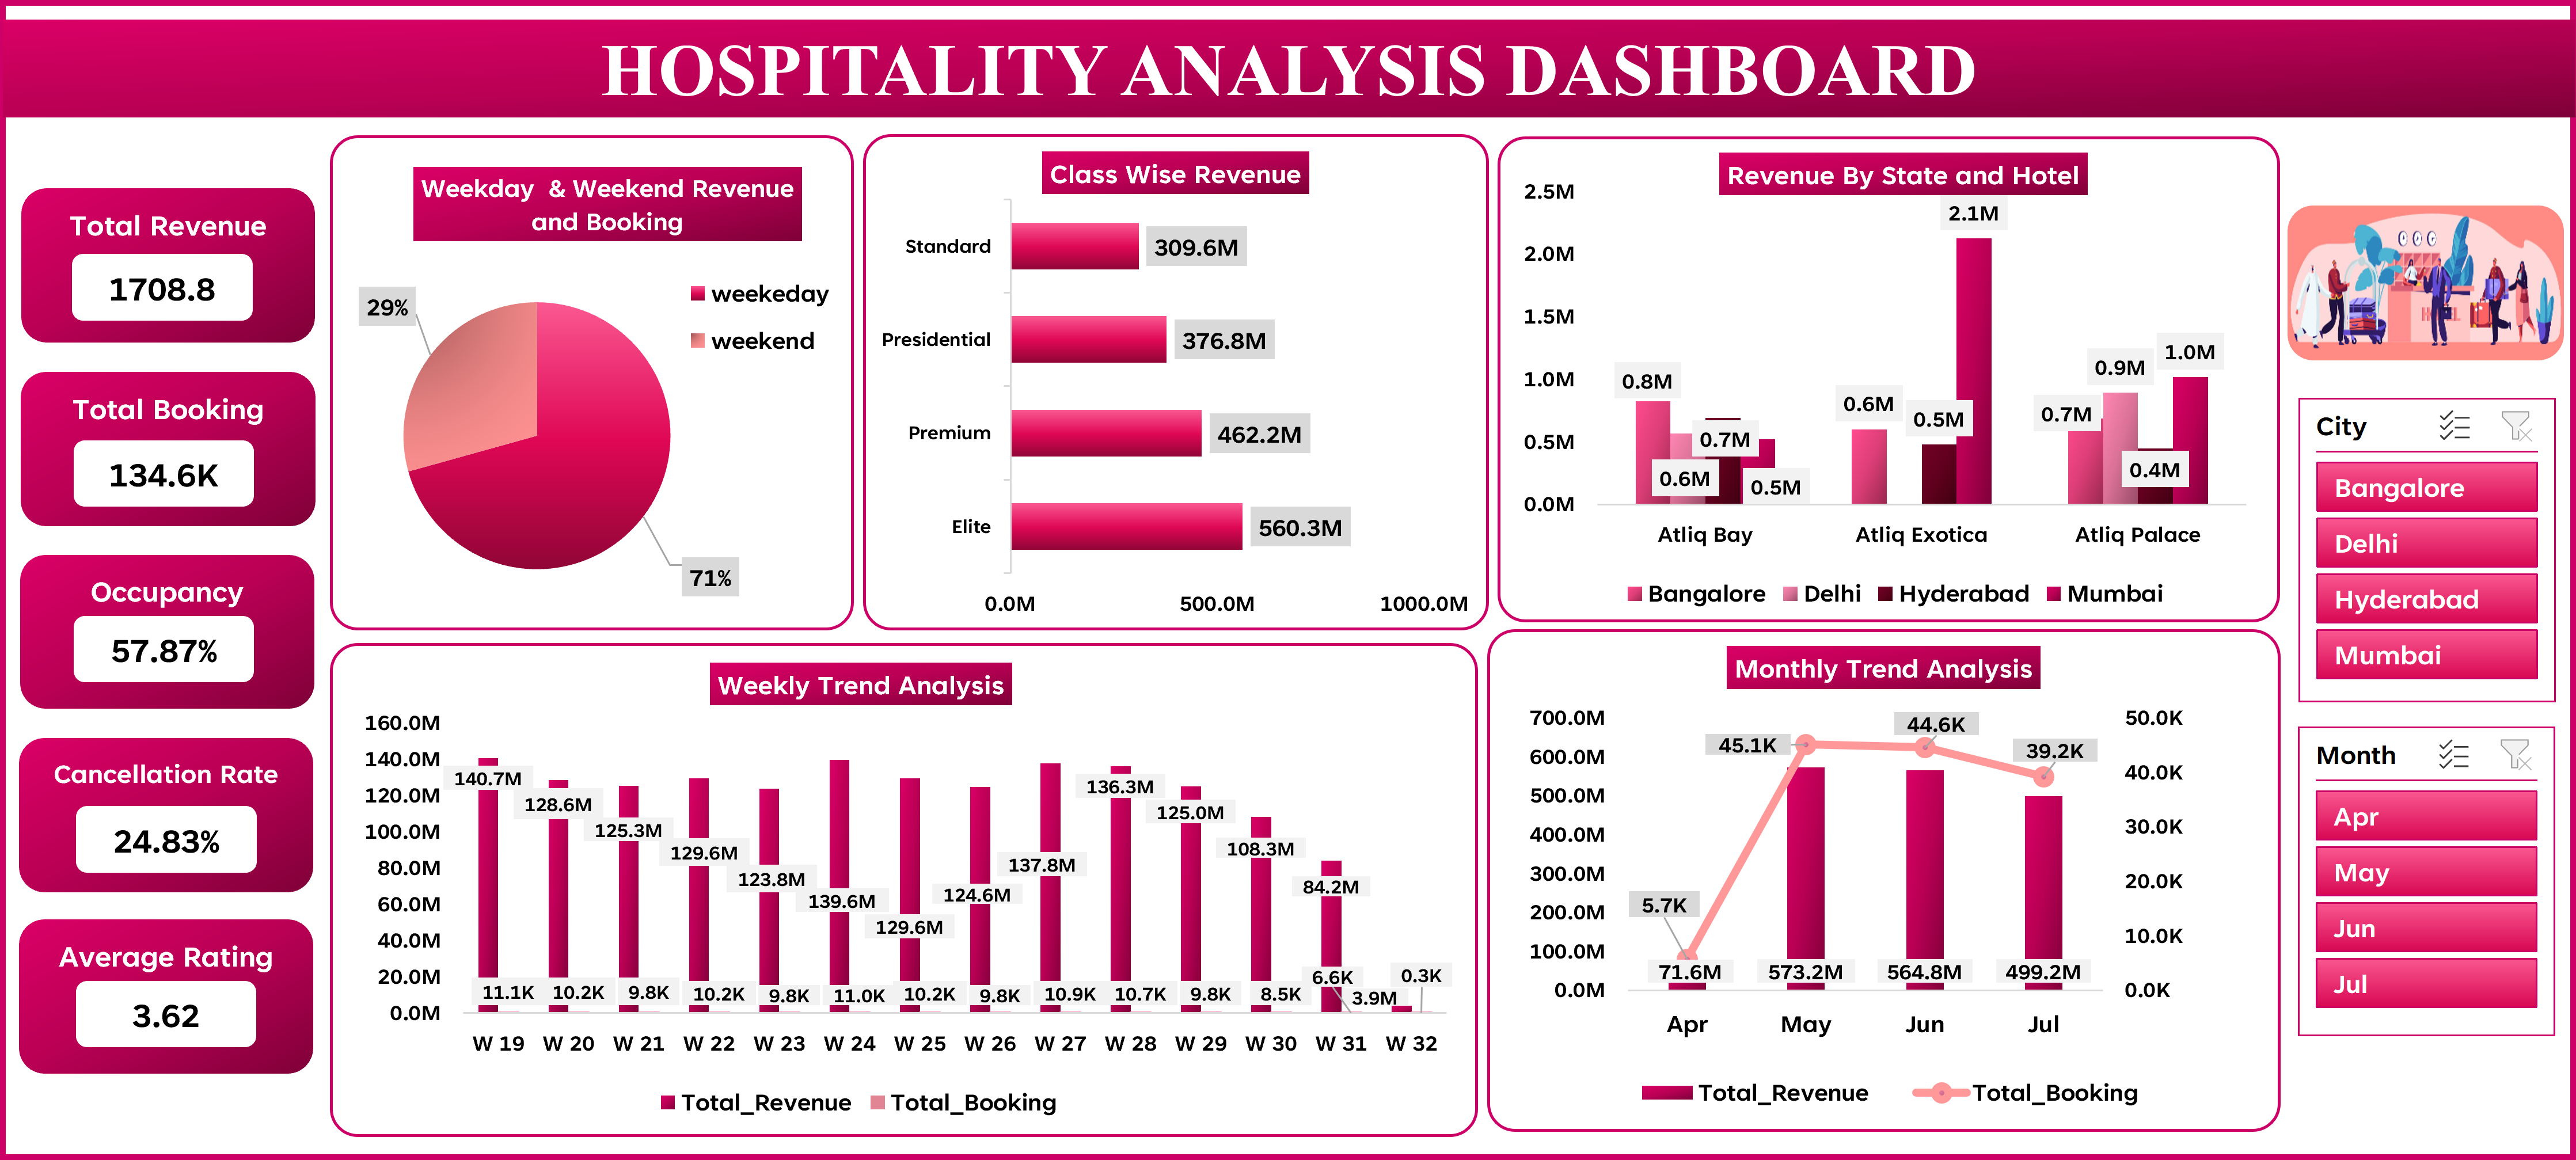 HOSPITALITY ANALYSIS DASHBOARD
Total Revenue
1708.8
Total Booking
134.6K
Occupancy
57.87%
Cancellation Rate
24.83%
Average Rating
3.62
Weekday & Weekend Revenue
and Booking
29%
71%
weekeday
weekend
Class Wise Revenue
Standard
309.6M
Presidential
376.8M
Premium
462.2M
Elite
560.3M
0.0M 500.0M 1000.0M
Revenue By State and Hotel
2.5M
2.0M
1.5M
1.0M
0.5M
0.0M
0.8M
0.6M
0.7M
0.5M
0.6M
0.5M
2.1M
0.7M
0.9M
0.4M
1.0M
Atliq Bay Atliq Exotica Atliq Palace
Bangalore Delhi Hyderabad Mumbai
HOTEL
City
Bangalore
Delhi
Hyderabad
Mumbai
Month
Apr
May
Jun
Jul
Weekly Trend Analysis
160.0M
140.0M
120.0M
100.0M
80.0M
60.0M
40.0M
20.0M
0.0M
140.7M
128.6M
125.3M
129.6M
123.8M
139.6M
129.6M
124.6M
137.8M
136.3M
125.0M
108.3M
84.2M
3.9M
11.1K 10.2K 9.8K 10.2K 9.8K 11.0K 10.2K 9.8K 10.9K 10.7K 9.8K 8.5K 6.6K 0.3K
W 19 W 20 W 21 W 22 W 23 W 24 W 25 W 26 W 27 W 28 W 29 W 30 W 31 W 32
Total_Revenue Total_Booking
Monthly Trend Analysis
700.0M
600.0M
500.0M
400.0M
300.0M
200.0M
100.0M
0.0M
50.0K
40.0K
30.0K
20.0K
10.0K
0.0K
5.7K
45.1K
44.6K
39.2K
71.6M 573.2M 564.8M 499.2M
Apr May Jun Jul
Total_Revenue Total_Booking